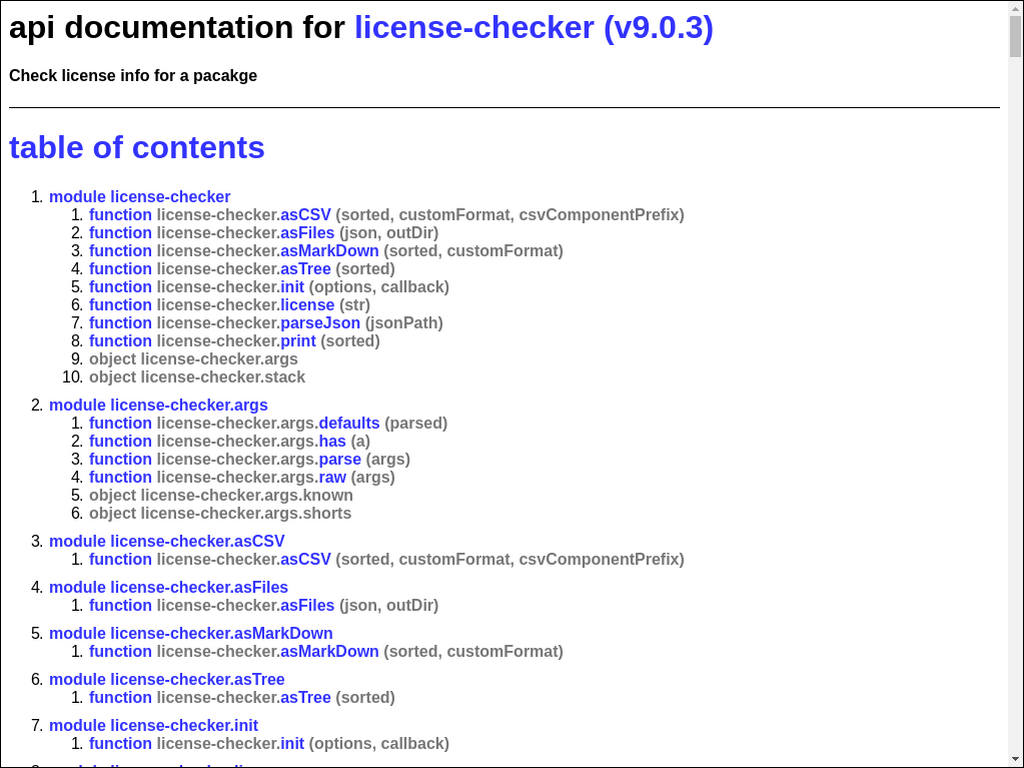 api documentation for license-checker (v9.0.3)
Check license info for a pacakge
table of contents
1. module license-checker
1. function license-checker.asCSV (sorted, customFormat, csvComponentPrefix)
2. function license-checker.asFiles (json, outDir)
3. function license-checker.asMarkDown (sorted, customFormat)
4. function license-checker.asTree (sorted)
5. function license-checker.init (options, callback)
6. function license-checker.license (str)
7. function license-checker.parseJson (jsonPath)
8. function license-checker.print (sorted)
9. object license-checker.args
10. object license-checker.stack
2. module license-checker.args
1. function license-checker.args.defaults (parsed)
2. function license-checker.args.has (a)
3. function license-checker.args.parse (args)
4. function license-checker.args.raw (args)
5. object license-checker.args.known
6. object license-checker.args.shorts
3. module license-checker.asCSV
1. function license-checker.asCSV (sorted, customFormat, csvComponentPrefix)
4. module license-checker.asFiles
1. function license-checker.asFiles (json, outDir)
5. module license-checker.asMarkDown
1. function license-checker.asMarkDown (sorted, customFormat)
6. module license-checker.asTree
1. function license-checker.asTree (sorted)
7. module license-checker.init
1. function license-checker.init (options, callback)